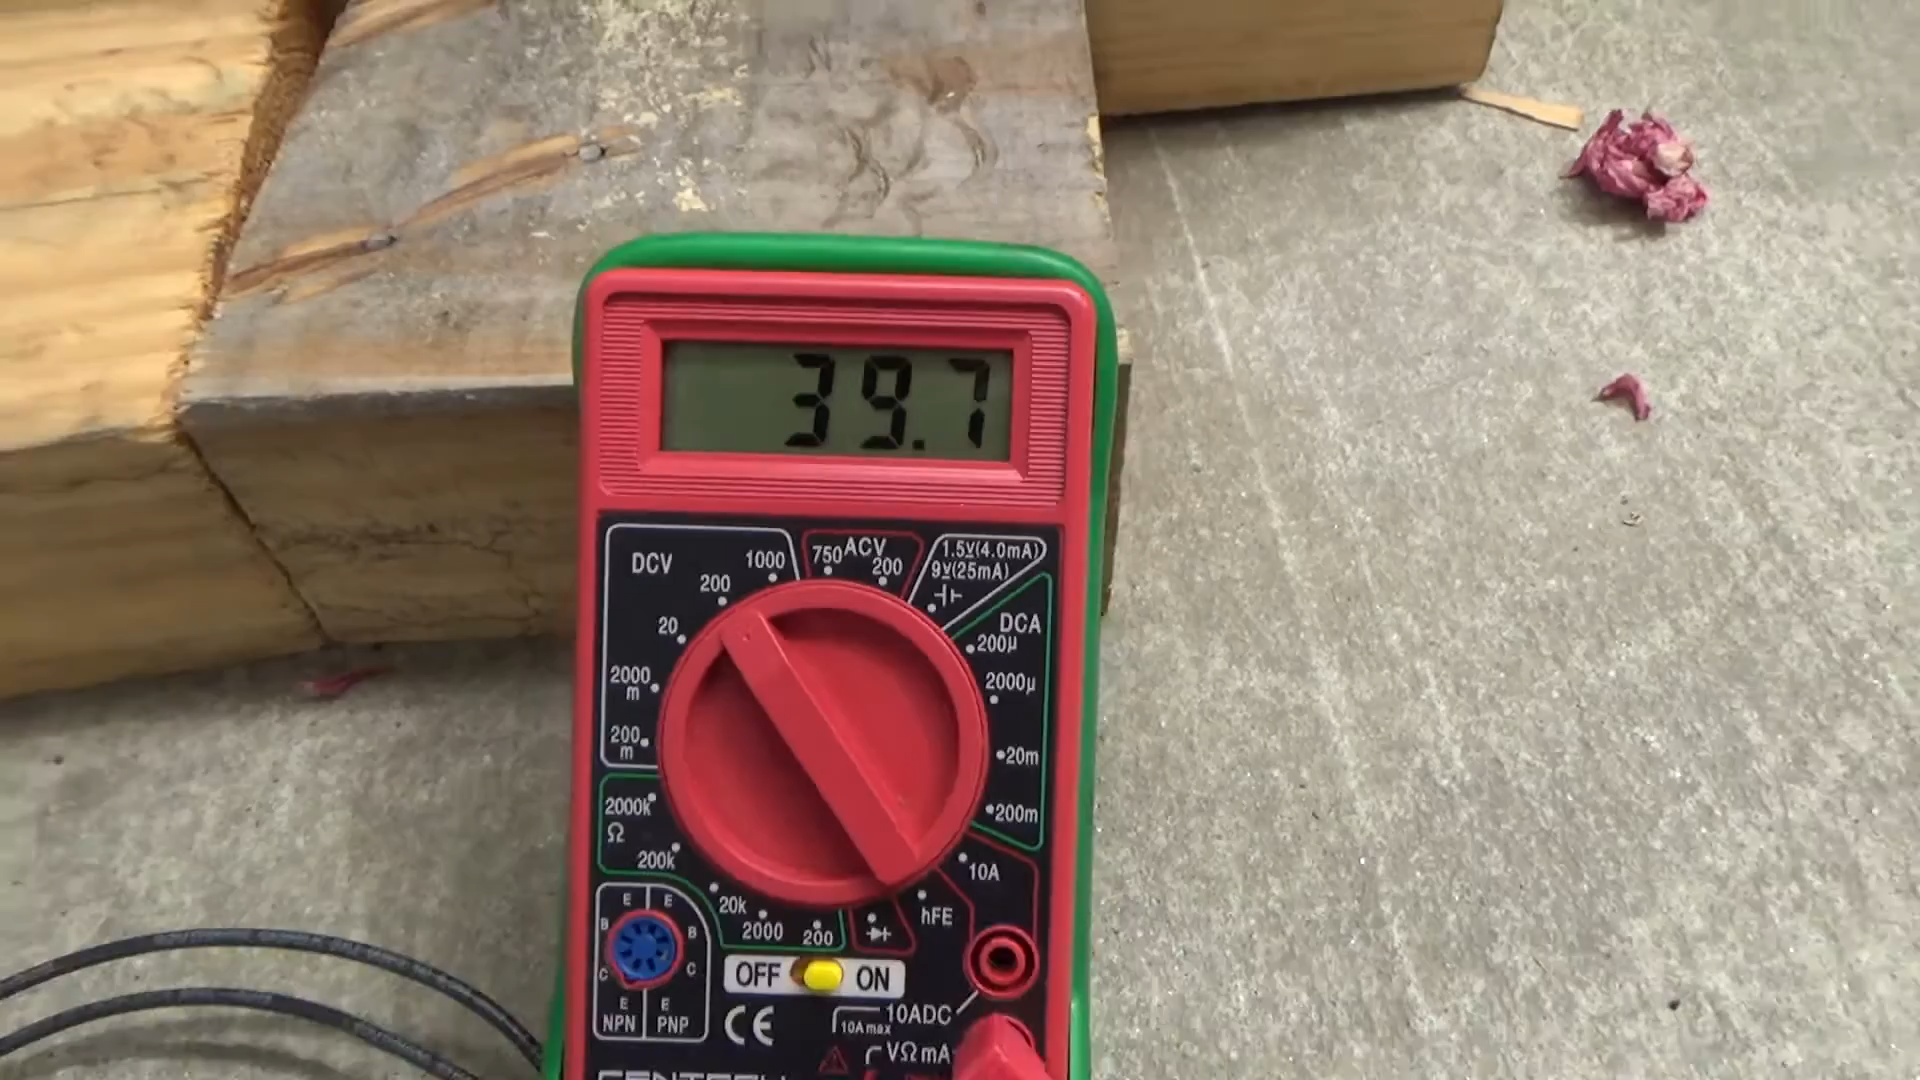 39.7
DCV
1000
750 ACV
200
1.5V(4.0mA)
9V(25mA)
200
20
DCA
200µ
2000
m
2000µ
200
m
20m
2000k
200m
Ω
200k
10A
20k
hFE
2000
200
E E
B B
C C
E E
NPN PNP
OFF ON
CE
10ADC
10A max
VΩmA